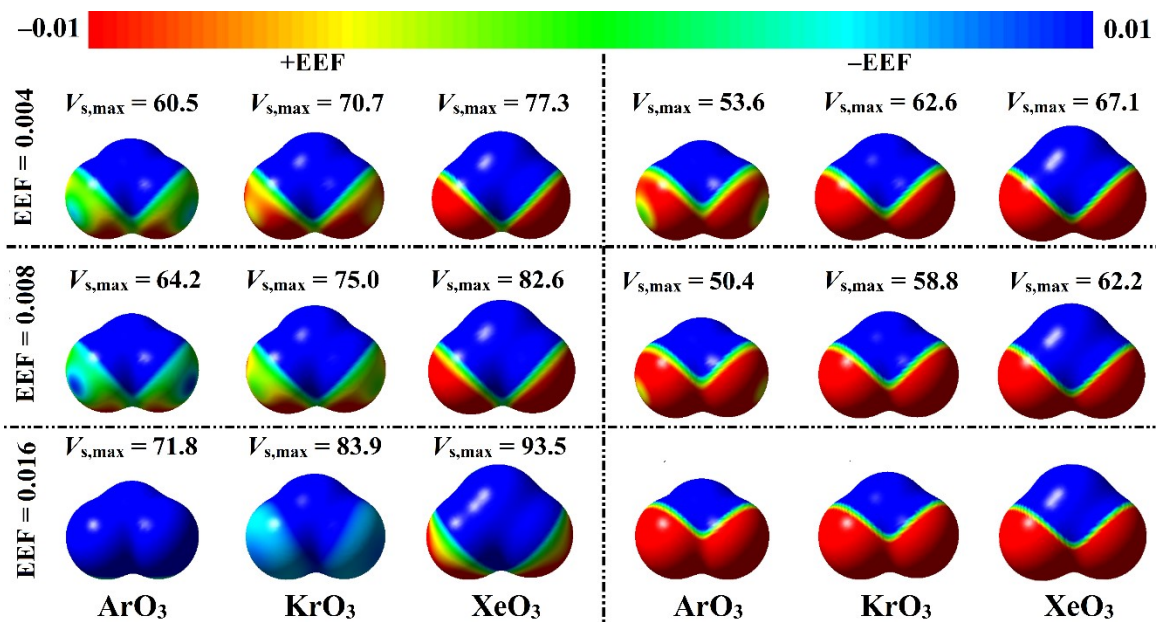 −0.01 0.01
+EEF −EEF
EEF = 0.004
Vs,max = 60.5 Vs,max = 70.7 Vs,max = 77.3 Vs,max = 53.6 Vs,max = 62.6 Vs,max = 67.1
EEF = 0.008
Vs,max = 64.2 Vs,max = 75.0 Vs,max = 82.6 Vs,max = 50.4 Vs,max = 58.8 Vs,max = 62.2
EEF = 0.016
Vs,max = 71.8 Vs,max = 83.9 Vs,max = 93.5
ArO₃ KrO₃ XeO₃ ArO₃ KrO₃ XeO₃